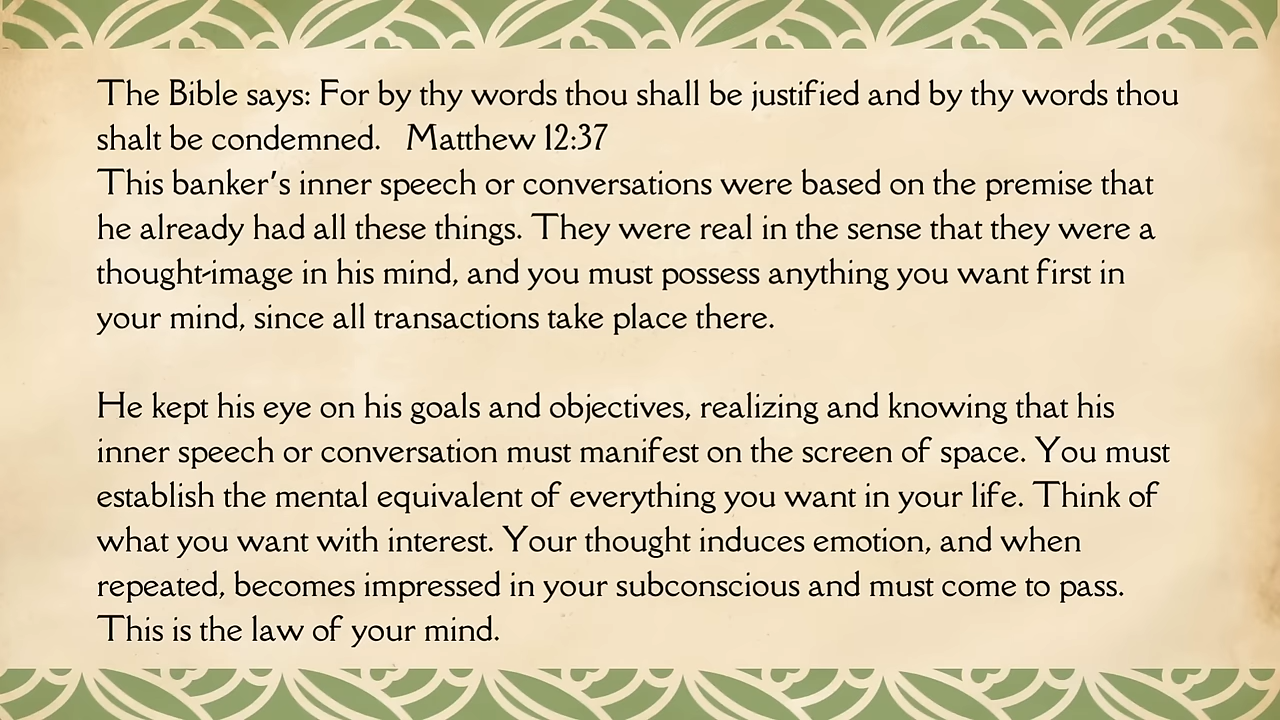 The Bible says: For by thy words thou shall be justified and by thy words thou
shalt be condemned.   Matthew 12:37
This banker's inner speech or conversations were based on the premise that
he already had all these things. They were real in the sense that they were a
thought-image in his mind, and you must possess anything you want first in
your mind, since all transactions take place there.
He kept his eye on his goals and objectives, realizing and knowing that his
inner speech or conversation must manifest on the screen of space. You must
establish the mental equivalent of everything you want in your life. Think of
what you want with interest. Your thought induces emotion, and when
repeated, becomes impressed in your subconscious and must come to pass.
This is the law of your mind.